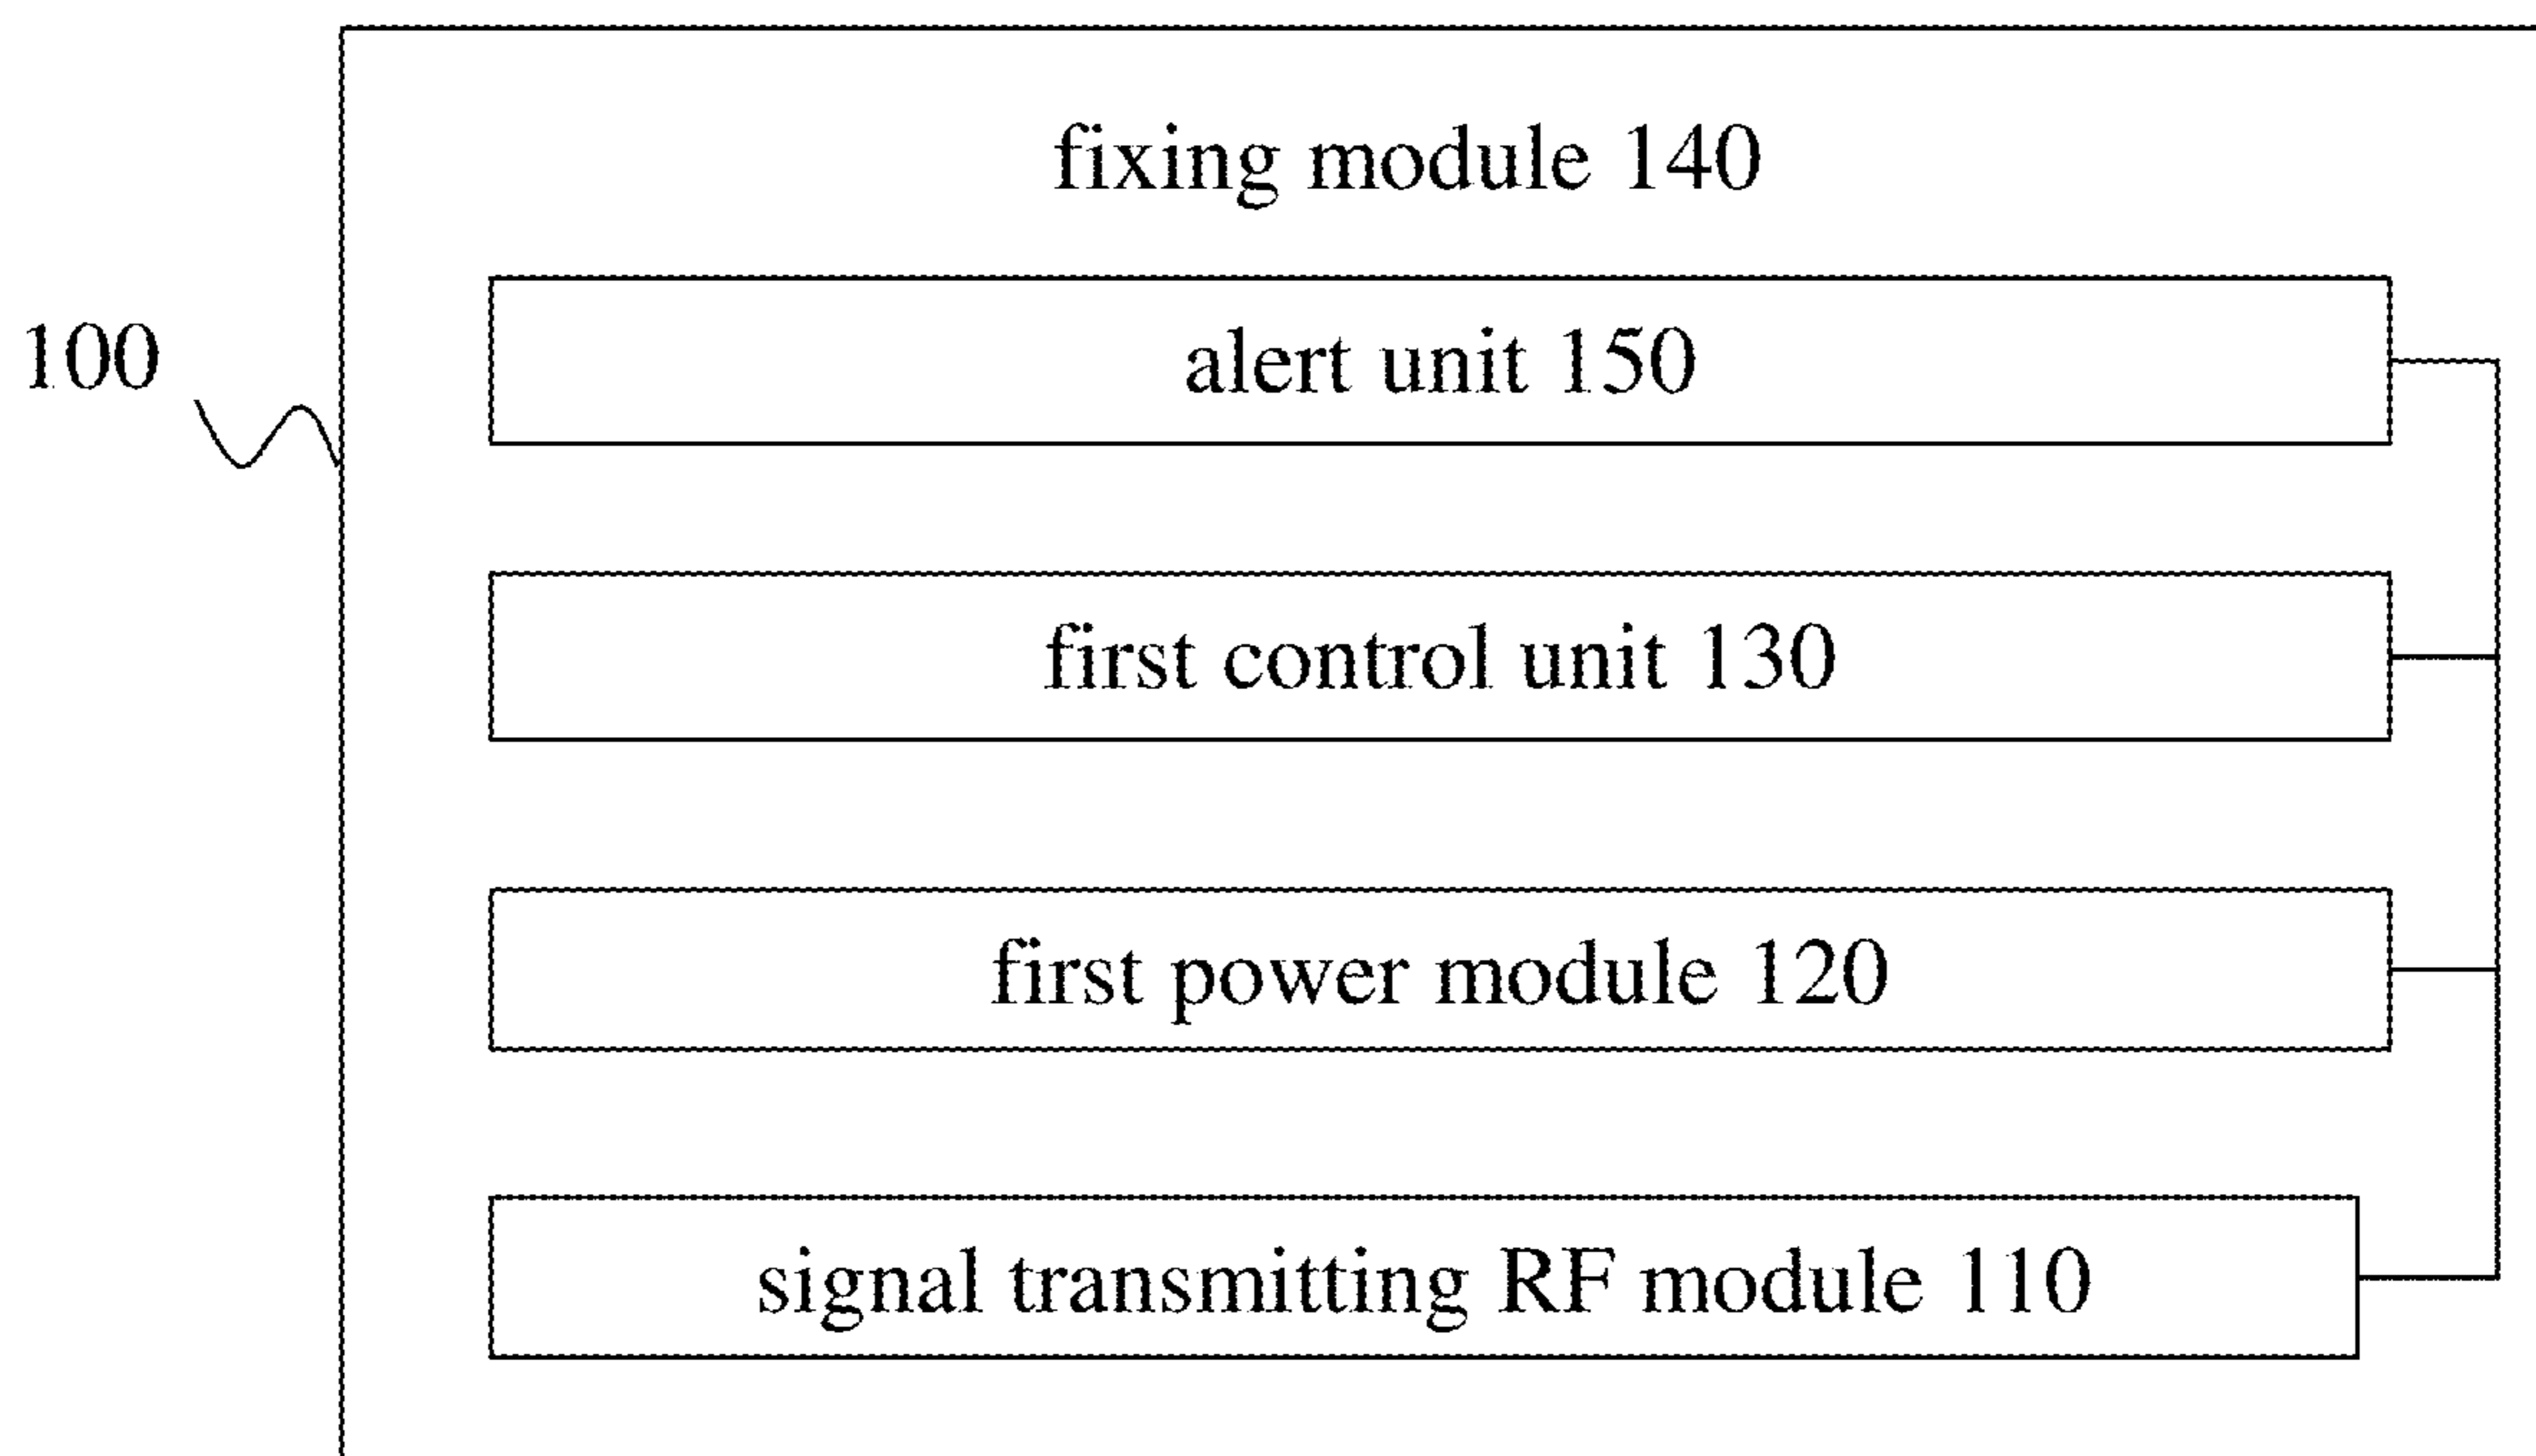 fixing module 140
alert unit 150
100
first control unit 130
first power module 120
signal transmitting RF module 110